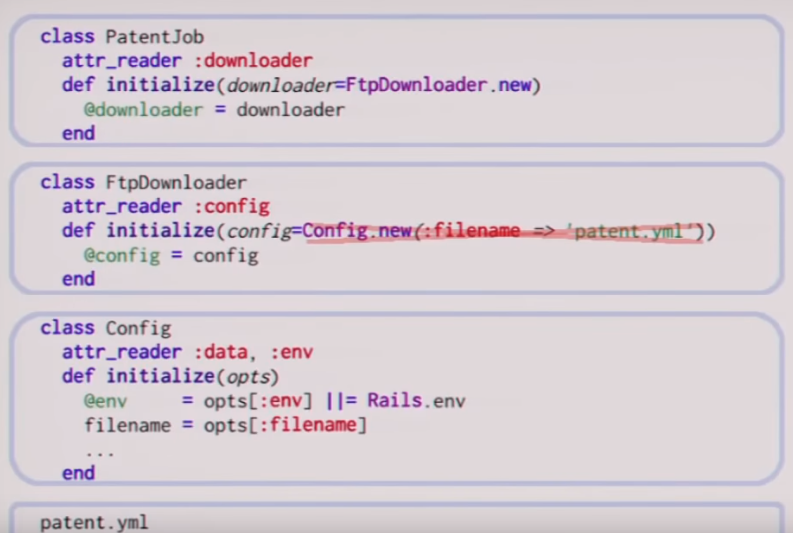 class PatentJob
attr_reader :downloader
def initialize(downloader=FtpDownloader.new)
@downloader = downloader
end
class FtpDownloader
attr_reader :config
def initialize(config=Config.new(:filename => 'patent.yml'))
@config = config
end
class Config
attr_reader :data, :env
def initialize(opts)
@env = opts[:env] ||= Rails.env
filename = opts[:filename]
...
end
patent.yml